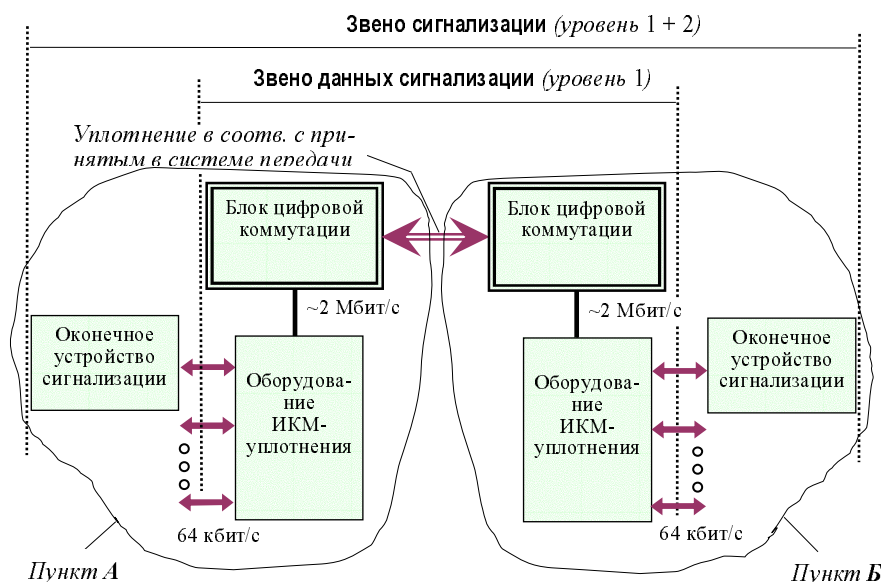 Звено сигнализации (уровень 1 + 2)
Звено данных сигнализации (уровень 1)
Уплотнение в соотв. с при-
нятым в системе передачи
Блок цифровой
коммутации
Блок цифровой
коммутации
~2 Мбит/с
~2 Мбит/с
Оконечное
устройство
сигнализации
Оборудова-
ние
ИКМ-
уплотнения
Оборудова-
ние
ИКМ-
уплотнения
Оконечное
устройство
сигнализации
64 кбит/с
64 кбит/с
Пункт А
Пункт Б